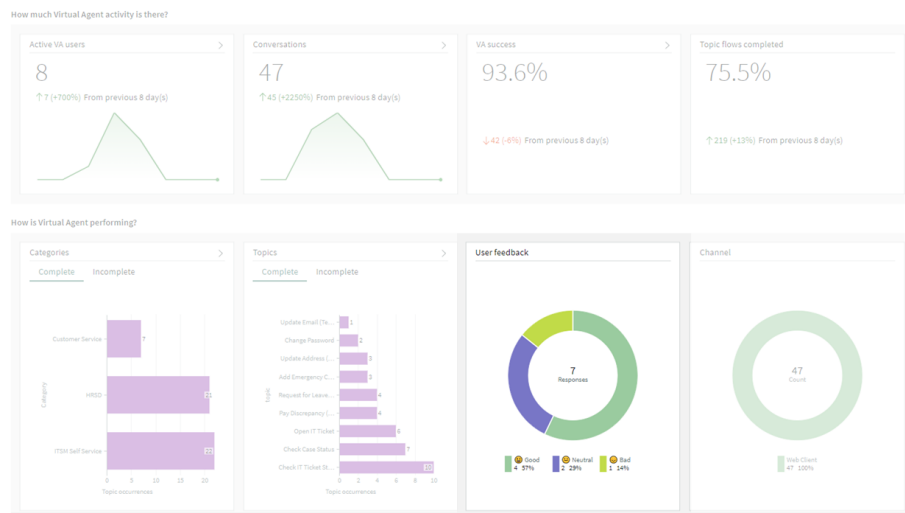 How much Virtual Agent activity is there?
Active VA users
8
↑7 (+700%) From previous 8 day(s)
Conversations
47
↑45 (+2250%) From previous 8 day(s)
VA success
93.6%
↓42 (-6%) From previous 8 day(s)
Topic flows completed
75.5%
↑219 (+13%) From previous 8 day(s)
How is Virtual Agent performing?
Categories
Complete Incomplete
Category
Customer Service 7
HRSD 21
ITSM Self Service 22
0 5 10 15 20
Topic occurrences
Topics
Complete Incomplete
topic
Update Email (Te... 1
Change Password 2
Update Address (... 3
Add Emergency C... 3
Request for Leave... 4
Pay Discrepancy (... 4
Open IT Ticket 6
Check Case Status 7
Check IT Ticket St... 10
0 2 4 6 8 10
Topic occurrences
User feedback
7
Responses
Good
4 57%
Neutral
2 29%
Bad
1 14%
Channel
47
Count
Web Client
47 100%